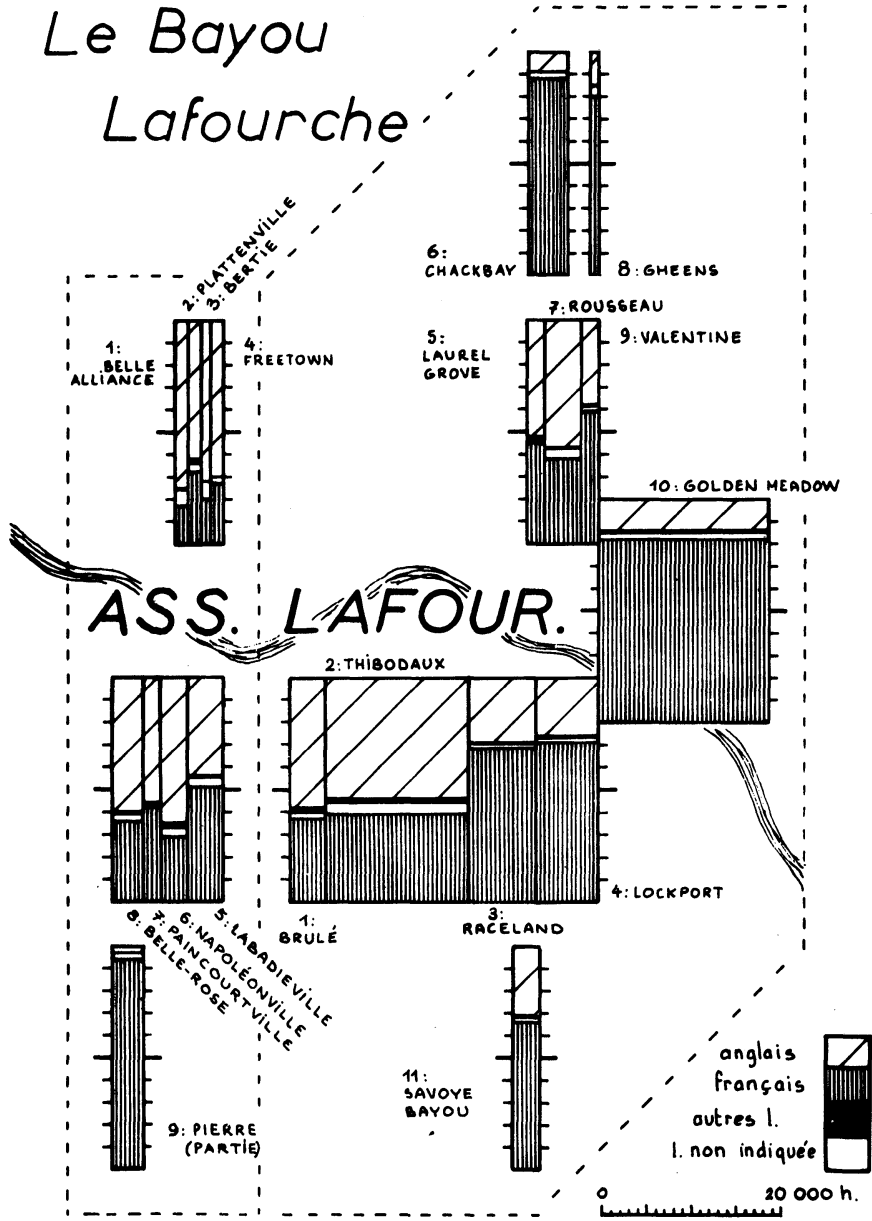 Le Bayou
Lafourche
2: PLATTENVILLE
3: BERTIE
1:
BELLE
ALLIANCE
4:
FREETOWN
6:
CHACKBAY
8: GHEENS
7: ROUSSEAU
5:
LAUREL
GROVE
9: VALENTINE
10: GOLDEN MEADOW
ASS. LAFOUR.
2: THIBODAUX
4: LOCKPORT
1:
BRULÉ
3:
RACELAND
5: LABADIEVILLE
6: NAPOLÉONVILLE
7: PAINCOURTVILLE
8: BELLE-ROSE
9: PIERRE
(PARTIE)
11:
SAVOYE
BAYOU
anglais
français
autres l.
l. non indiquée
0 20 000 h.